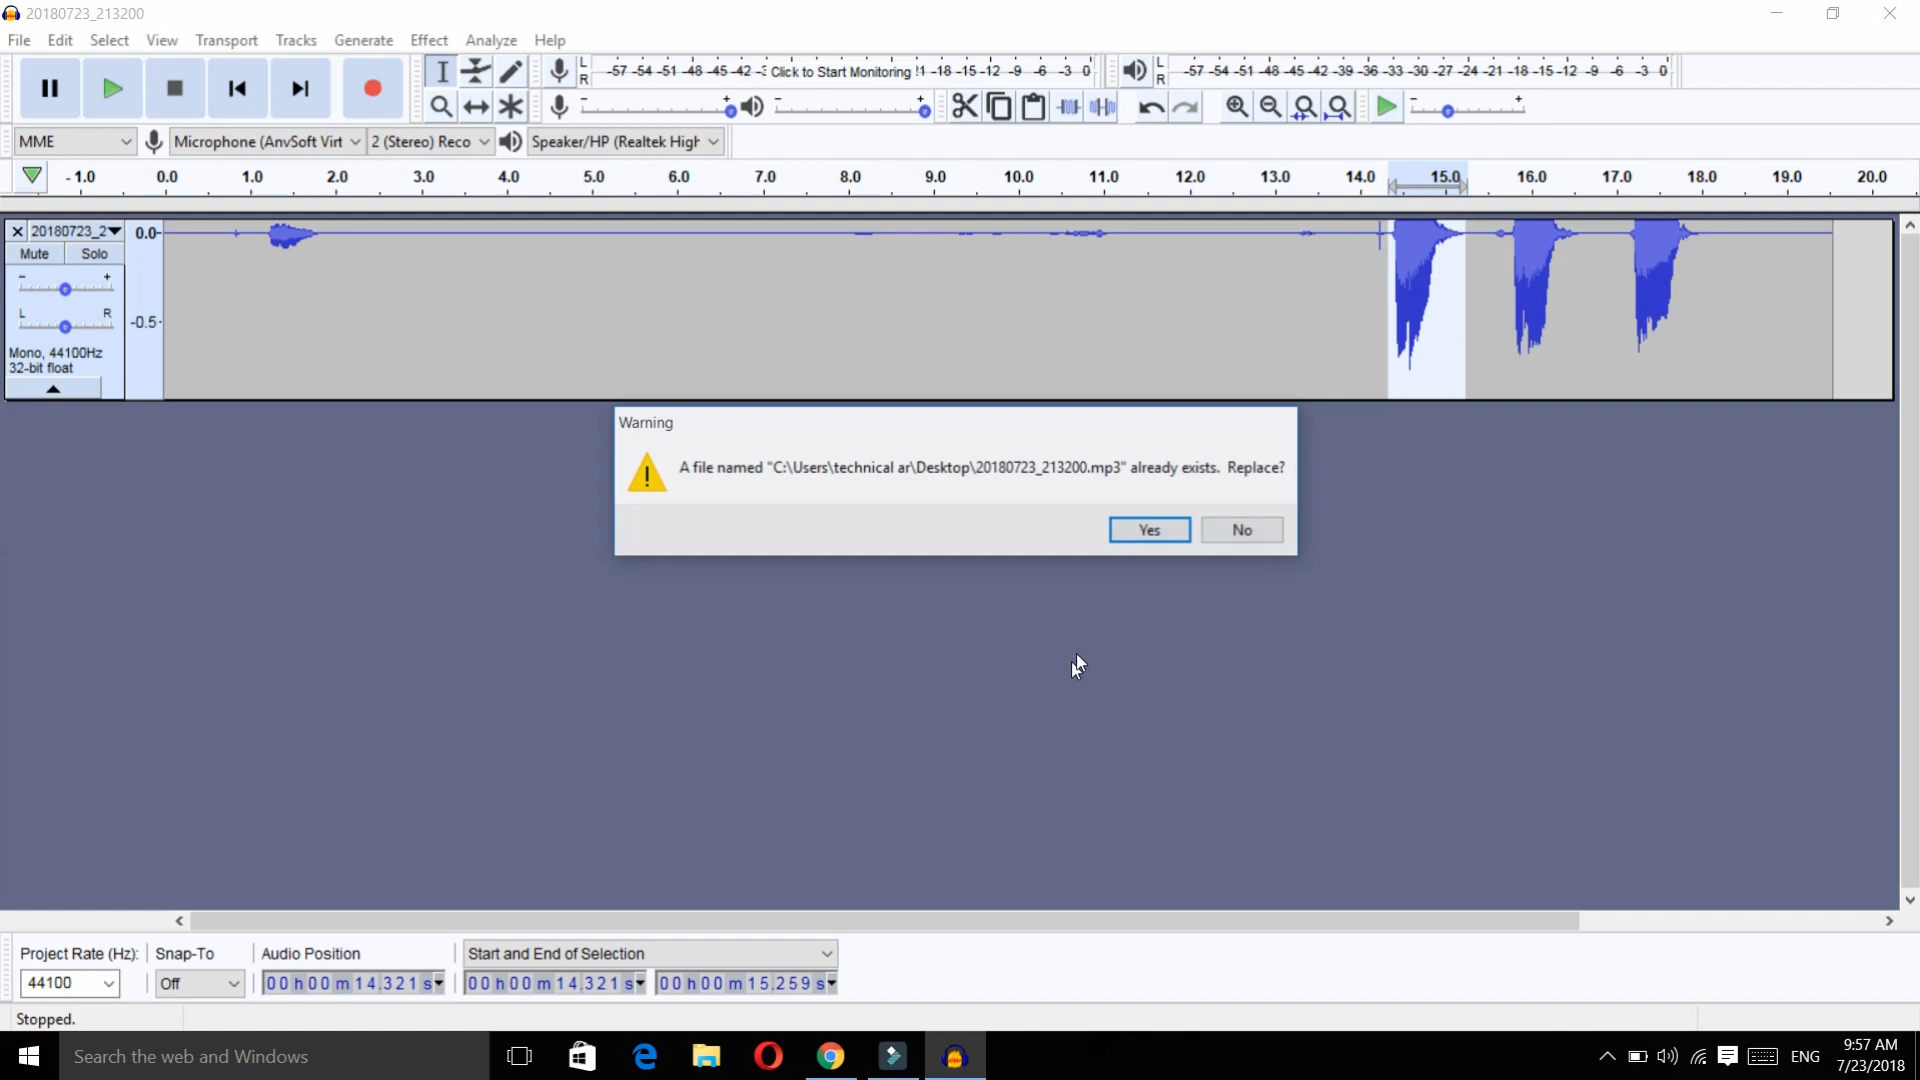 20180723_213200
File Edit Select View Transport Tracks Generate Effect Analyze Help
L
R
-57 -54 -51 -48 -45 -42 -3 Click to Start Monitoring !1 -18 -15 -12 -9 -6 -3 0
L
R
-57 -54 -51 -48 -45 -42 -39 -36 -33 -30 -27 -24 -21 -18 -15 -12 -9 -6 -3 0
- + - + - +
MME Microphone (AnvSoft Virt 2 (Stereo) Reco Speaker/HP (Realtek High
-1.0 0.0 1.0 2.0 3.0 4.0 5.0 6.0 7.0 8.0 9.0 10.0 11.0 12.0 13.0 14.0 15.0 16.0 17.0 18.0 19.0 20.0
20180723_2 0.0-
Mute Solo
- +
L R
-0.5-
Mono, 44100Hz
32-bit float
Warning
A file named "C:\Users\technical ar\Desktop\20180723_213200.mp3" already exists. Replace?
Yes No
Project Rate (Hz): Snap-To Audio Position Start and End of Selection
44100 Off 00 h 00 m 14.321 s 00 h 00 m 14.321 s 00 h 00 m 15.259 s
Stopped.
Search the web and Windows
ENG
9:57 AM
7/23/2018